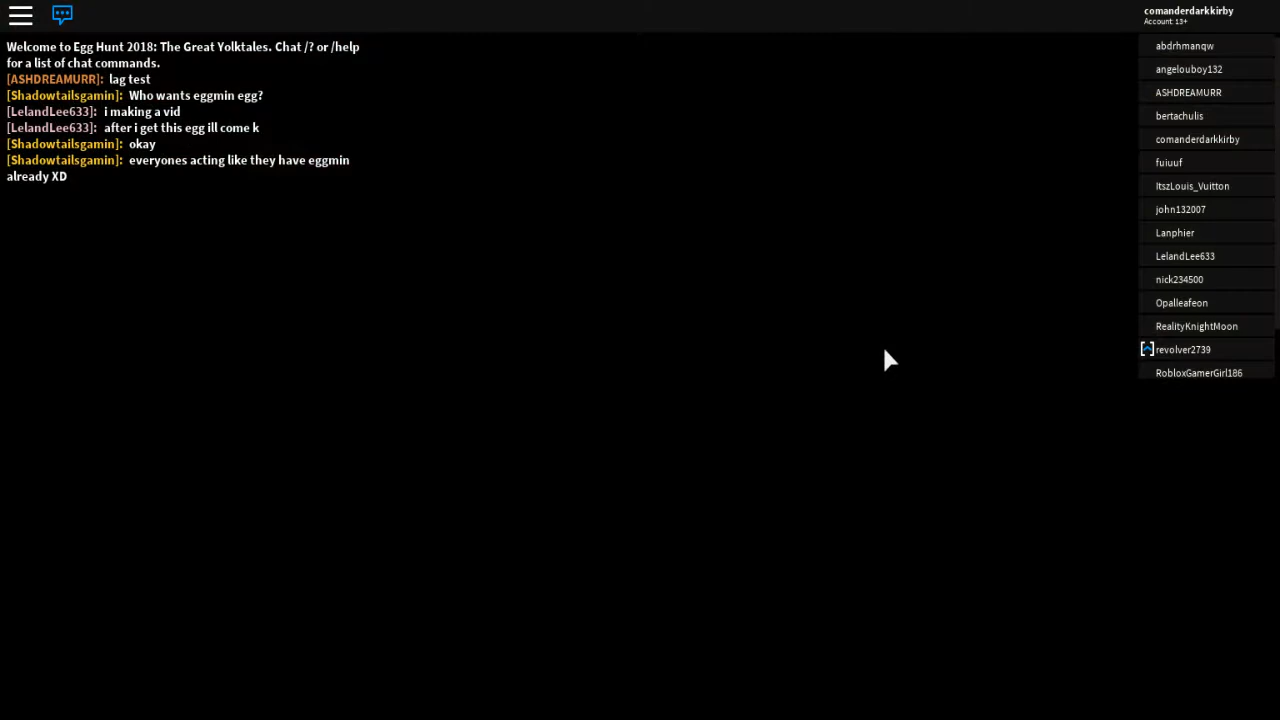 comanderdarkkirby
Account: 13+
Welcome to Egg Hunt 2018: The Great Yolktales. Chat /? or /help
for a list of chat commands.
[ASHDREAMURR]: lag test
[Shadowtailsgamin]: Who wants eggmin egg?
[LelandLee633]: i making a vid
[LelandLee633]: after i get this egg ill come k
[Shadowtailsgamin]: okay
[Shadowtailsgamin]: everyones acting like they have eggmin
already XD
abdrhmanqw
angelouboy132
ASHDREAMURR
bertachulis
comanderdarkkirby
fuiuuf
ItszLouis_Vuitton
john132007
Lanphier
LelandLee633
nick234500
Opalleafeon
RealityKnightMoon
revolver2739
RobloxGamerGirl186